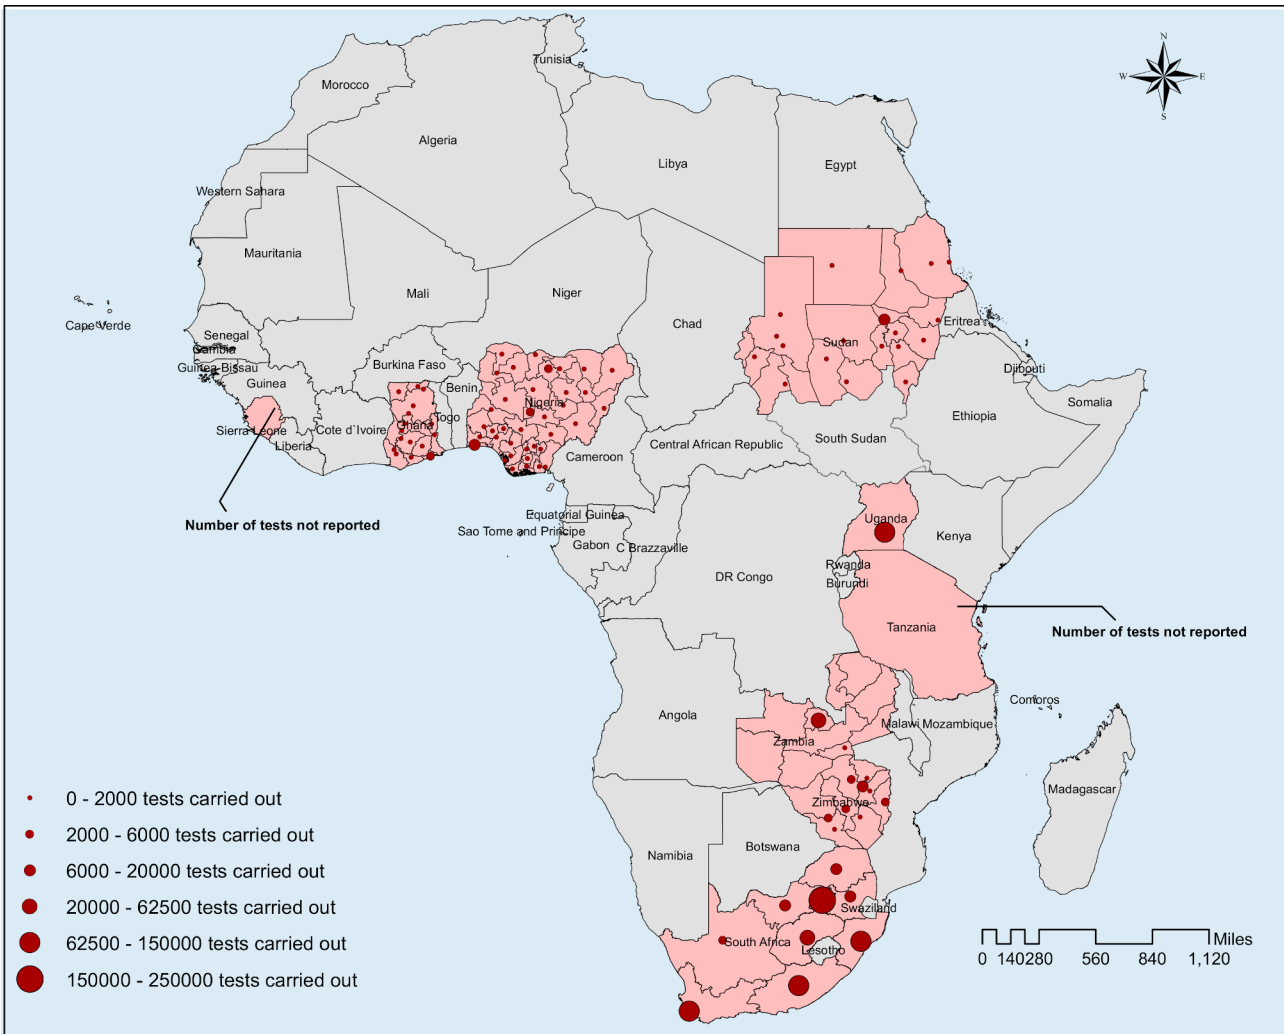 N
W
E
S
Tunisia
Morocco
Algeria
Libya
Egypt
Western Sahara
Mauritania
Mali
Niger
Chad
Sudan
Eritrea
Cape Verde
Senegal
Gambia
Guinea-Bissau
Guinea
Burkina Faso
Benin
Nigeria
Djibouti
Somalia
Ethiopia
Sierra Leone
Liberia
Cote d`Ivoire
Ghana
Togo
Cameroon
Central African Republic
South Sudan
Number of tests not reported
Equatorial Guinea
Sao Tome and Principe
Gabon
C Brazzaville
Uganda
Kenya
DR Congo
Rwanda
Burundi
Tanzania
Number of tests not reported
Comoros
Angola
Zambia
Malawi
Mozambique
Madagascar
Zimbabwe
Namibia
Botswana
Swaziland
South Africa
Lesotho
0 - 2000 tests carried out
2000 - 6000 tests carried out
6000 - 20000 tests carried out
20000 - 62500 tests carried out
62500 - 150000 tests carried out
150000 - 250000 tests carried out
Miles
0 140280 560 840 1,120